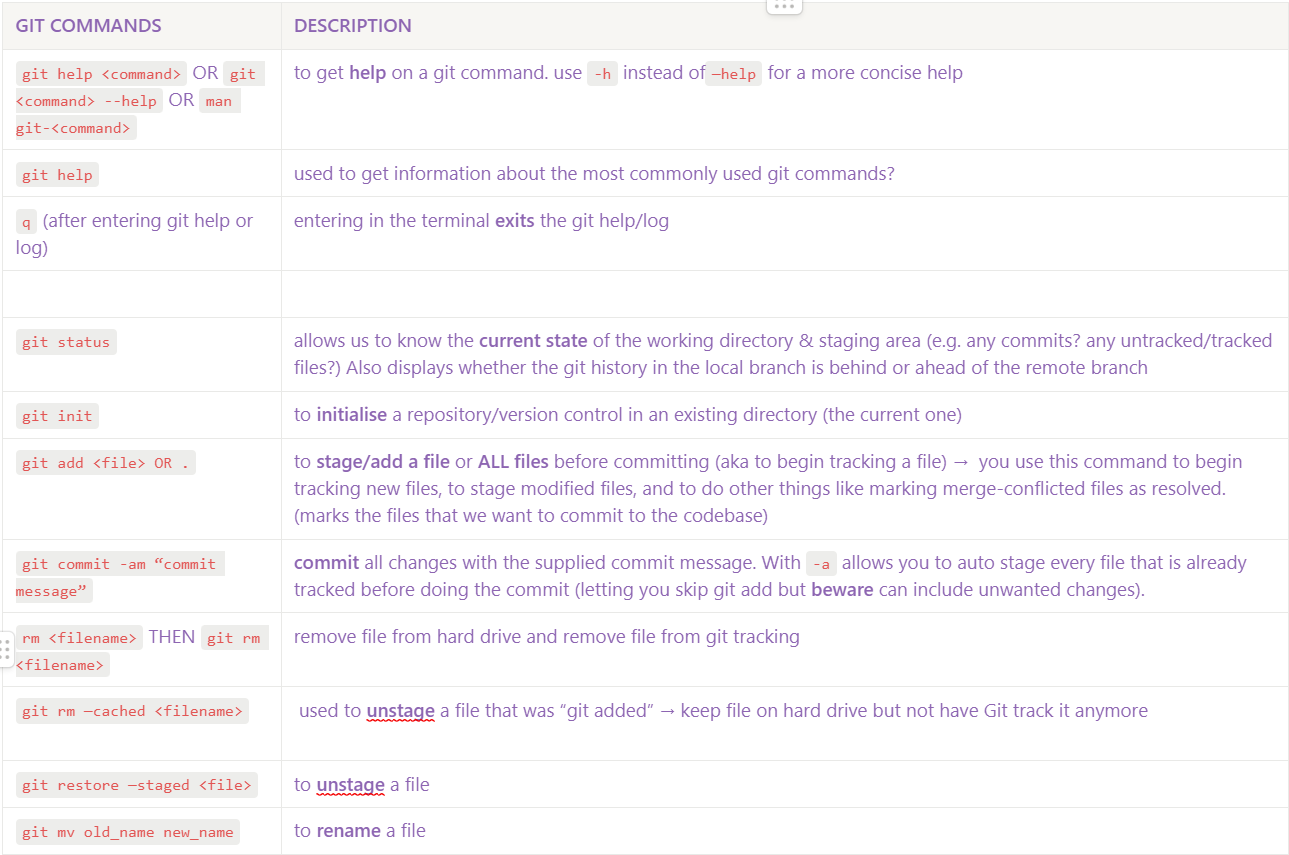 GIT COMMANDS DESCRIPTION
git help <command> OR git to get help on a git command. use -h instead of —help for a more concise help
<command> --help OR man
git-<command>
git help used to get information about the most commonly used git commands?
q (after entering git help or entering in the terminal exits the git help/log
log)
git status allows us to know the current state of the working directory & staging area (e.g. any commits? any untracked/tracked
files?) Also displays whether the git history in the local branch is behind or ahead of the remote branch
git init to initialise a repository/version control in an existing directory (the current one)
git add <file> OR . to stage/add a file or ALL files before committing (aka to begin tracking a file) → you use this command to begin
tracking new files, to stage modified files, and to do other things like marking merge-conflicted files as resolved.
(marks the files that we want to commit to the codebase)
git commit -am “commit commit all changes with the supplied commit message. With -a allows you to auto stage every file that is already
message” tracked before doing the commit (letting you skip git add but beware can include unwanted changes).
rm <filename> THEN git rm remove file from hard drive and remove file from git tracking
<filename>
git rm —cached <filename> used to unstage a file that was “git added” → keep file on hard drive but not have Git track it anymore
git restore —staged <file> to unstage a file
git mv old_name new_name to rename a file